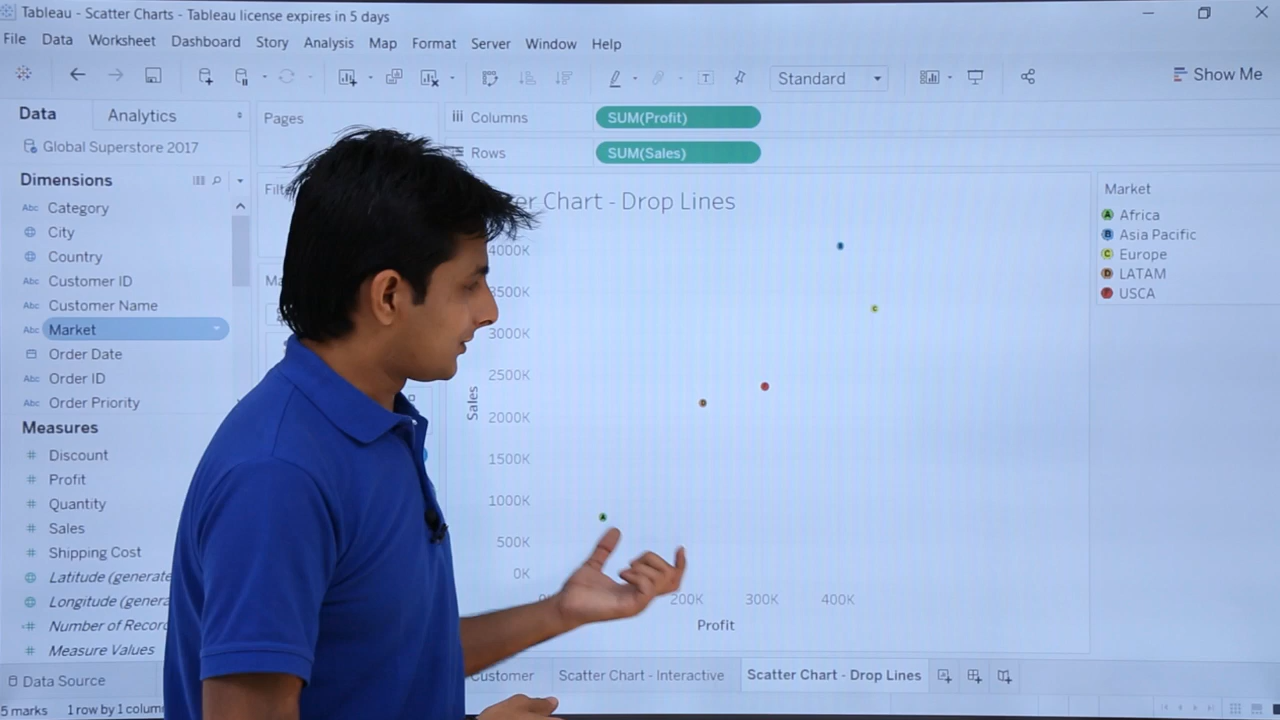 Tableau - Scatter Charts - Tableau license expires in 5 days
File Data Worksheet Dashboard Story Analysis Map Format Server Window Help
Standard
Show Me
Data Analytics
Pages
Columns SUM(Profit)
Global Superstore 2017
Rows SUM(Sales)
Dimensions
Category
City
Country
Customer ID
Customer Name
Market
Order Date
Order ID
Order Priority
Measures
Discount
Profit
Quantity
Sales
Shipping Cost
Latitude (generate
Longitude (genera
Number of Recor
Measure Values
Chart - Drop Lines
4000K
3500K
3000K
2500K
2000K
1500K
1000K
500K
0K
Sales
200K 300K 400K
Profit
Market
A Africa
B Asia Pacific
C Europe
D LATAM
F USCA
Data Source
Customer Scatter Chart - Interactive Scatter Chart - Drop Lines
5 marks 1 row by 1 colum